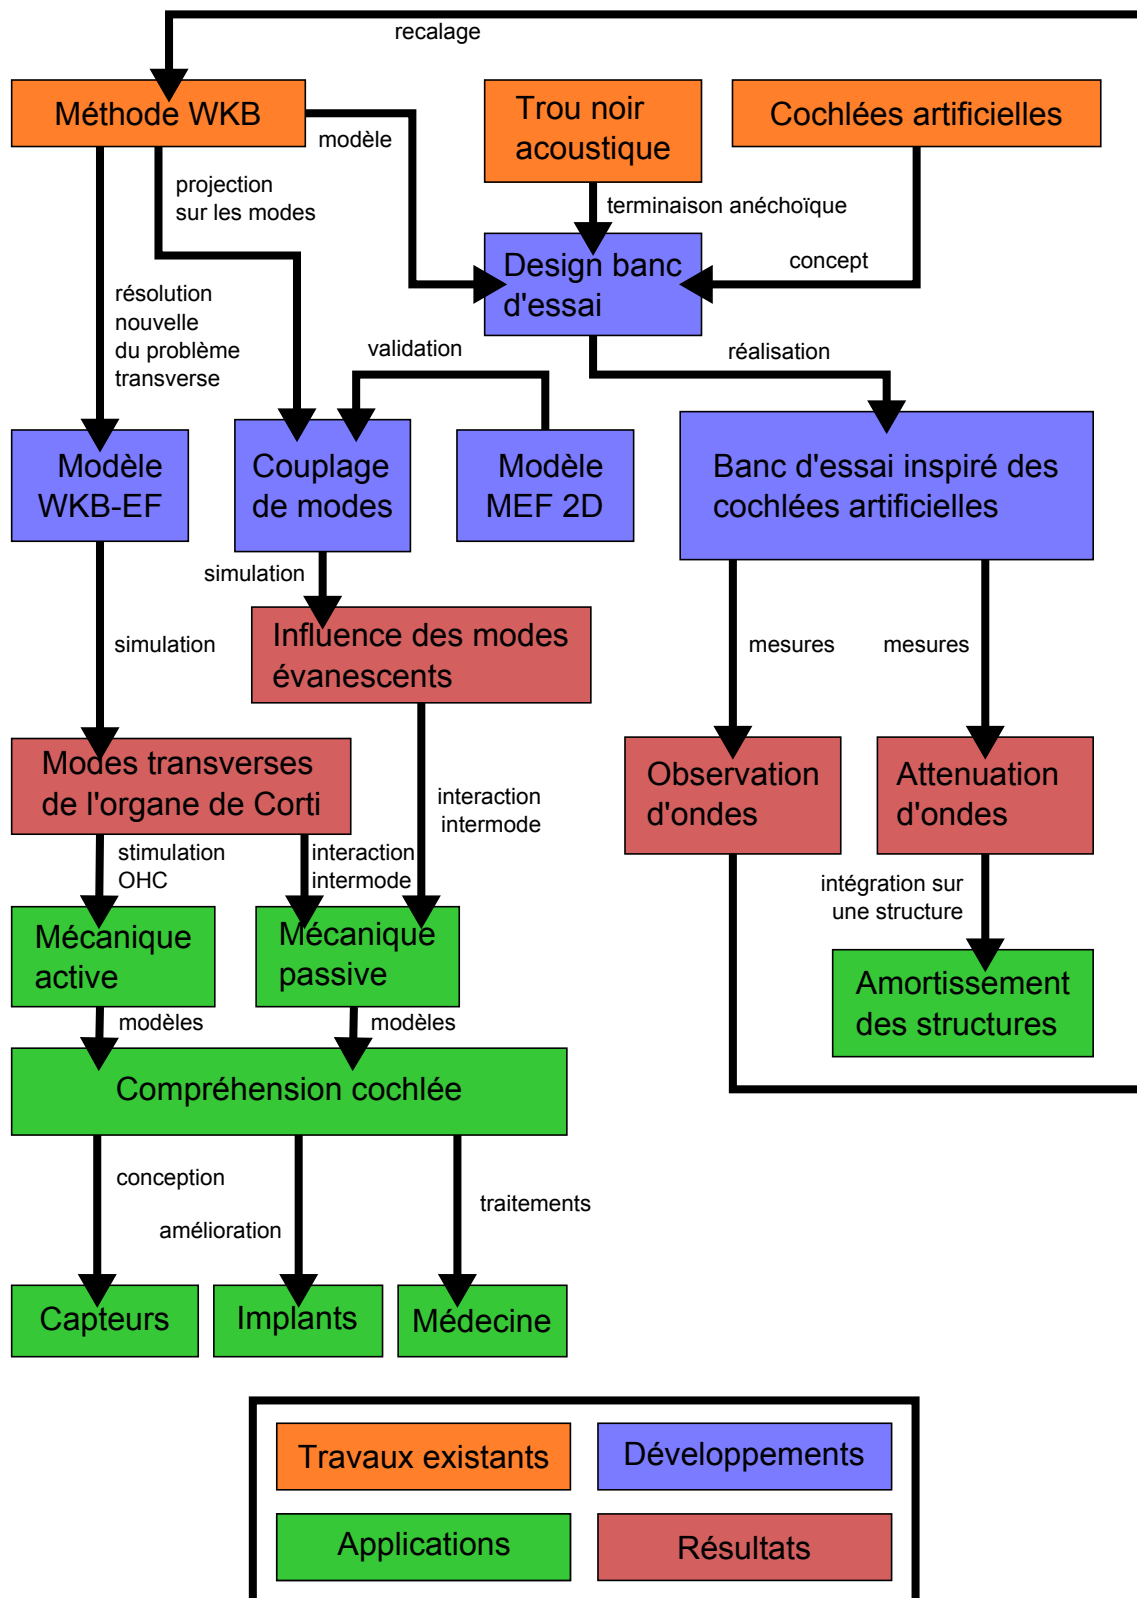 recalage
Méthode WKB
Trou noir
acoustique
Cochlées artificielles
modèle
projection
sur les modes
terminaison anéchoïque
Design banc
d'essai
concept
résolution
nouvelle
du problème
transverse
validation
réalisation
Modèle
WKB-EF
Couplage
de modes
Modèle
MEF 2D
Banc d'essai inspiré des
cochlées artificielles
simulation
Influence des modes
évanescents
simulation
mesures
mesures
Modes transverses
de l'organe de Corti
interaction
intermode
Observation
d'ondes
Attenuation
d'ondes
stimulation
OHC
interaction
intermode
intégration sur
une structure
Mécanique
active
Mécanique
passive
Amortissement
des structures
modèles
modèles
Compréhension cochlée
conception
amélioration
traitements
Capteurs
Implants
Médecine
Travaux existants
Développements
Applications
Résultats